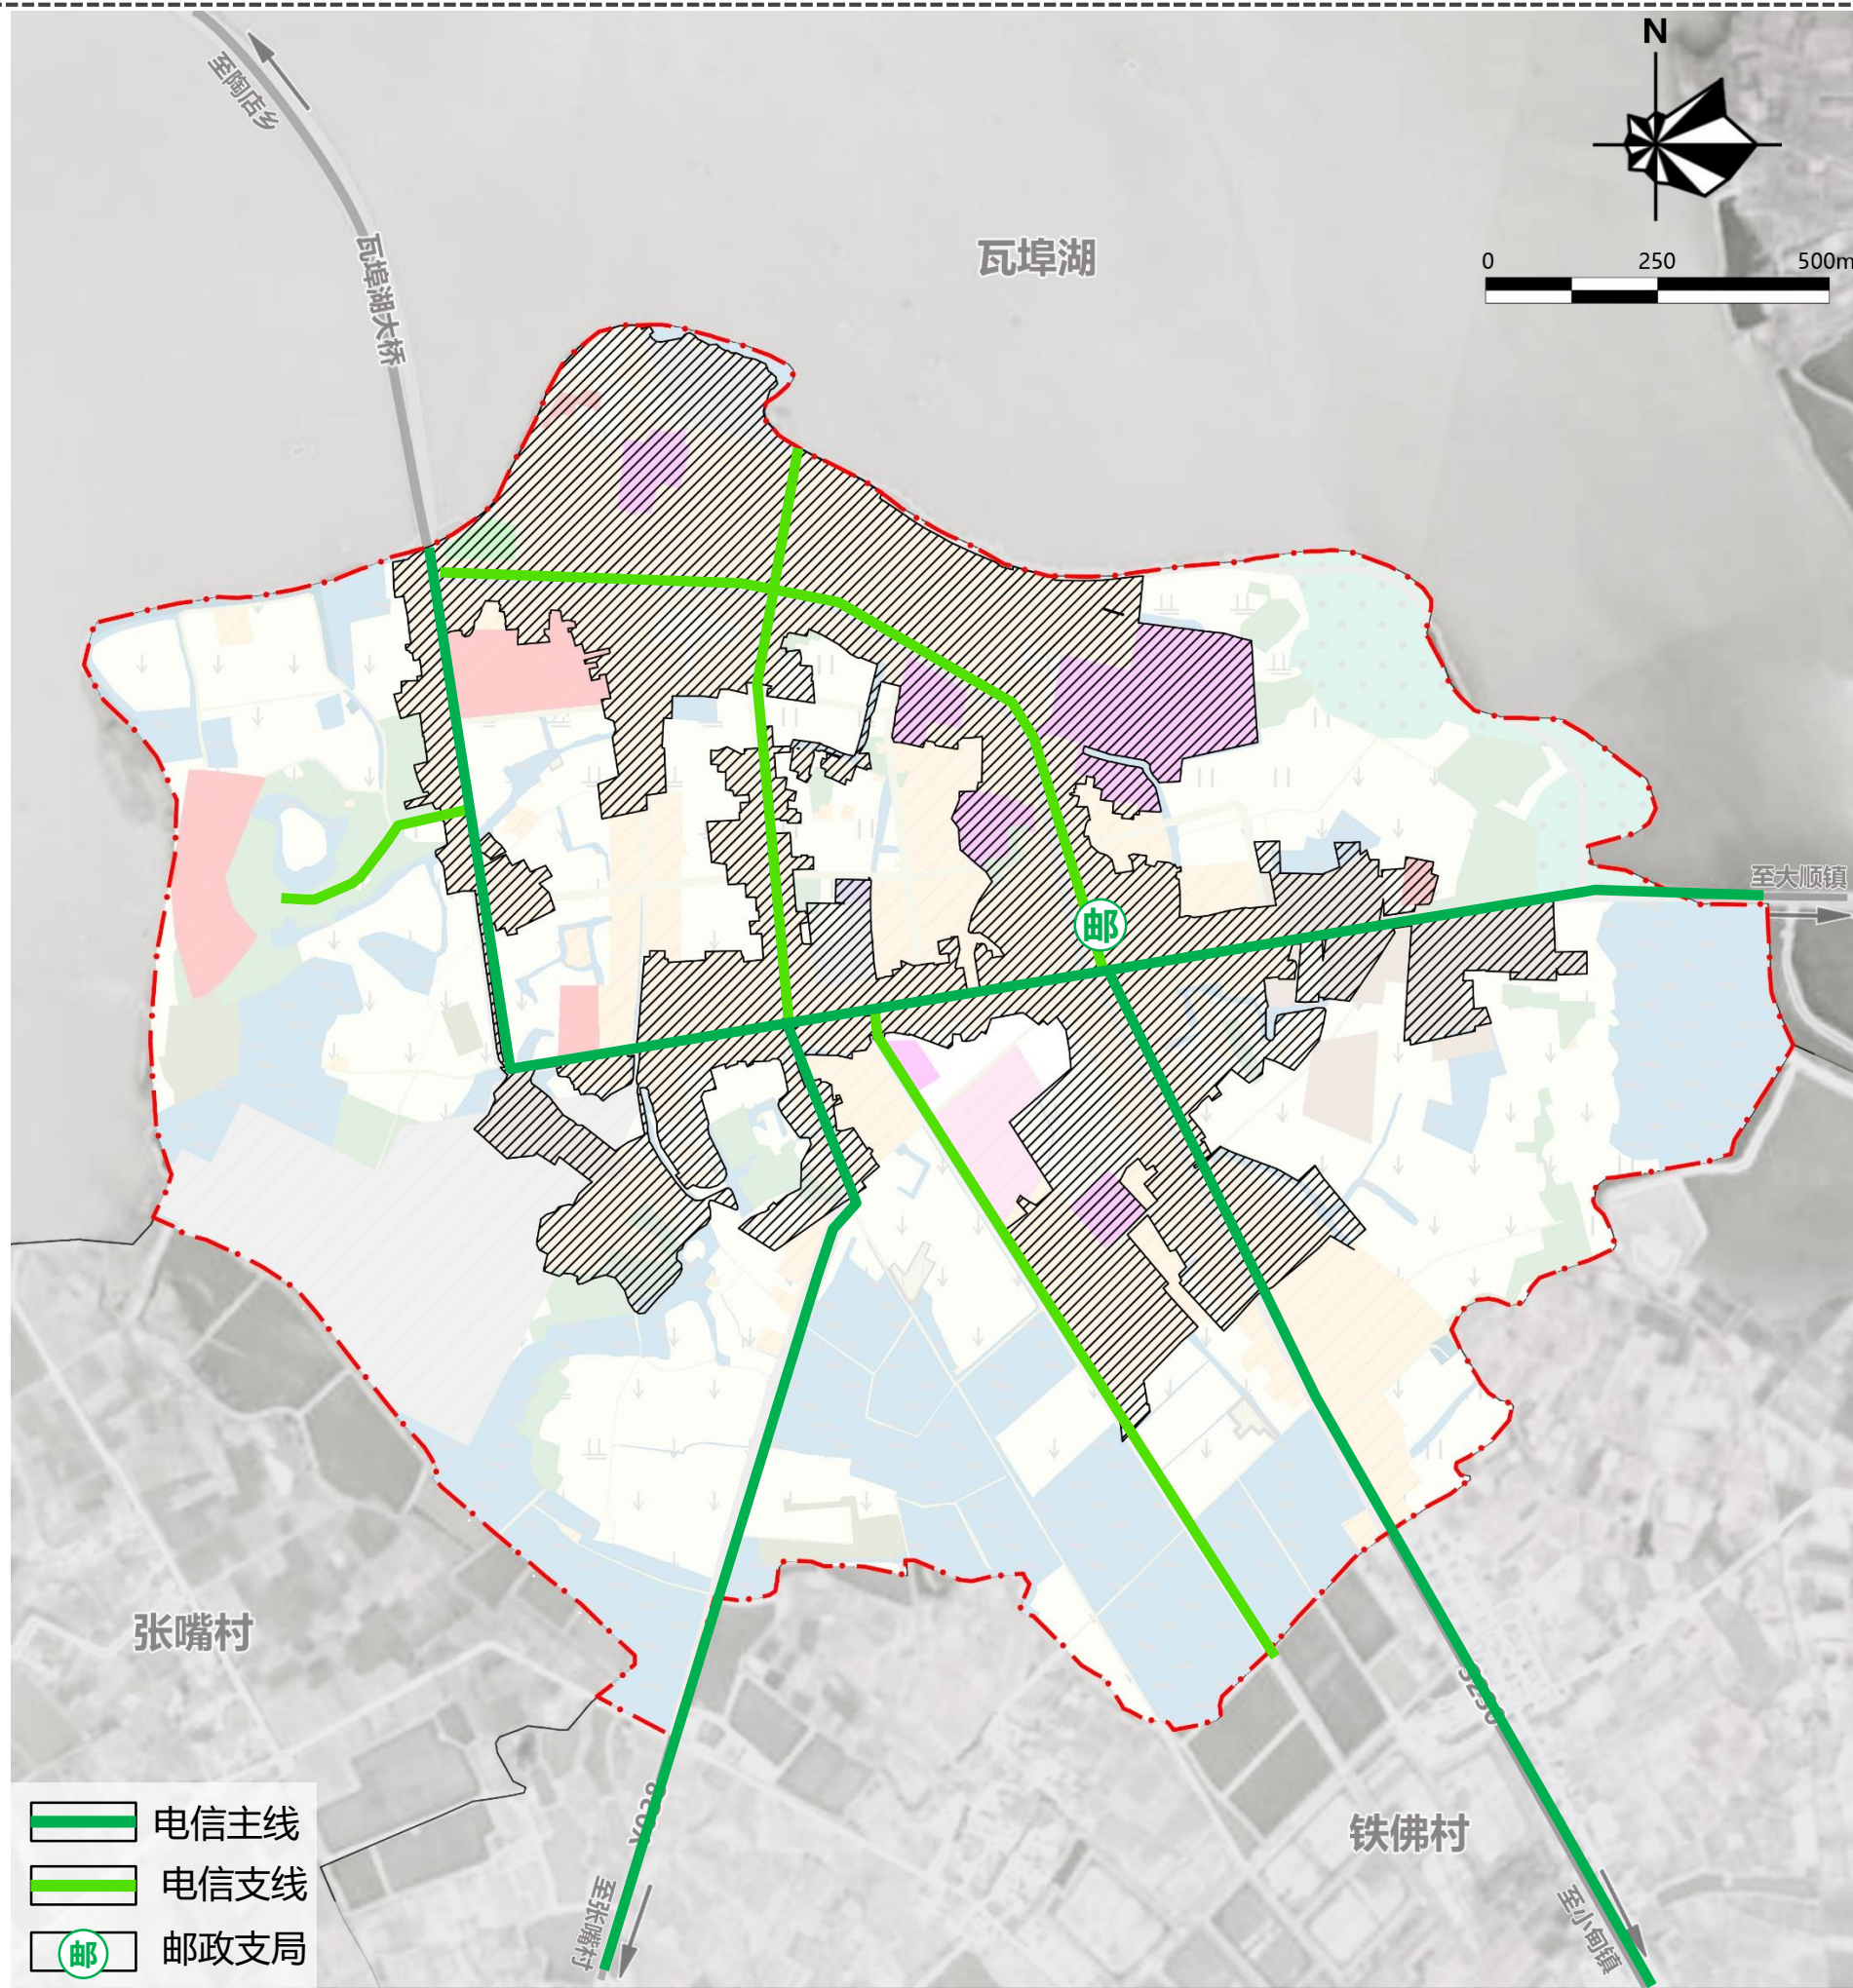 N
至陶店乡
瓦埠湖大桥
瓦埠湖
0 250 500m
至大顺镇
邮
张嘴村
铁佛村
至张嘴村
至小甸镇
电信主线
电信支线
邮 邮政支局